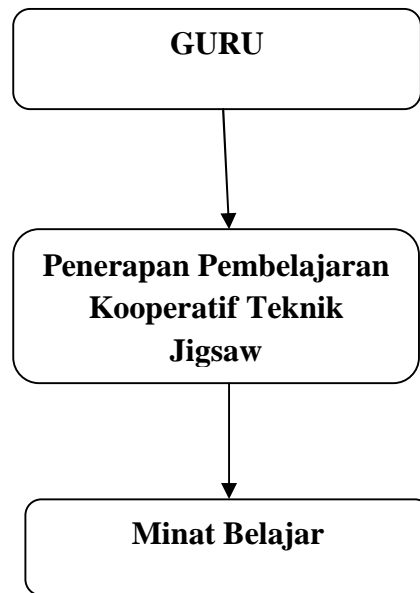 GURU
Penerapan Pembelajaran
Kooperatif Teknik
Jigsaw
Minat Belajar